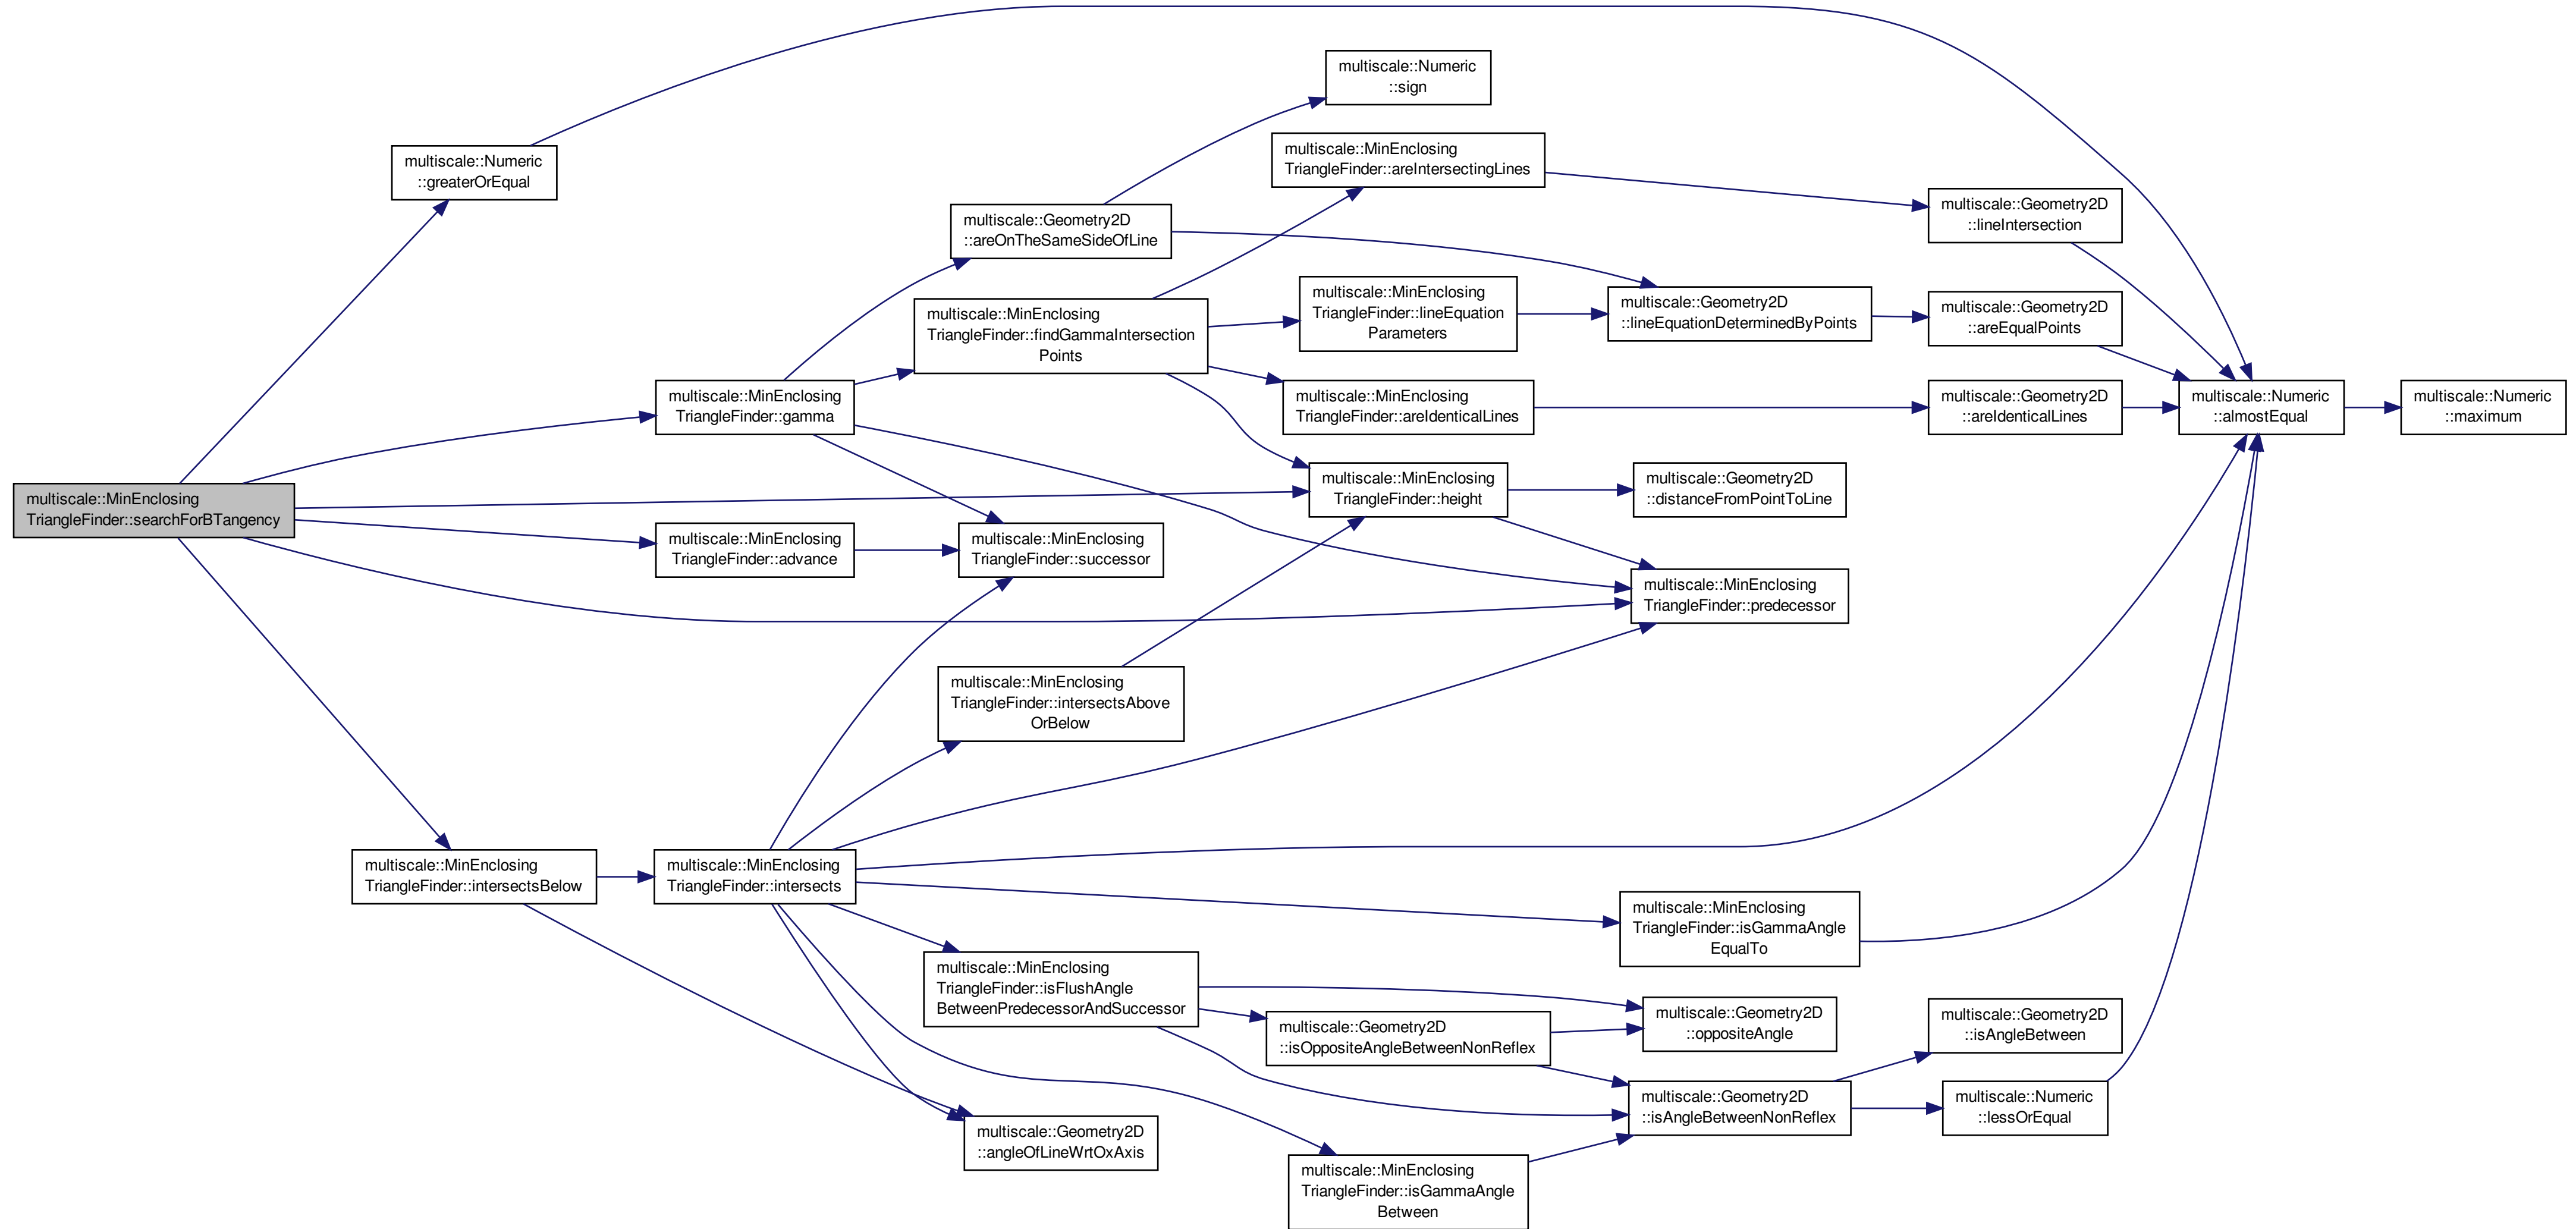 multiscale::MinEnclosing
TriangleFinder::searchForBTangency
multiscale::Numeric
::greaterOrEqual
multiscale::MinEnclosing
TriangleFinder::gamma
multiscale::MinEnclosing
TriangleFinder::advance
multiscale::MinEnclosing
TriangleFinder::intersectsBelow
multiscale::MinEnclosing
TriangleFinder::intersects
multiscale::Geometry2D
::areOnTheSameSideOfLine
multiscale::MinEnclosing
TriangleFinder::findGammaIntersection
Points
multiscale::MinEnclosing
TriangleFinder::successor
multiscale::MinEnclosing
TriangleFinder::intersectsAbove
OrBelow
multiscale::MinEnclosing
TriangleFinder::isFlushAngle
BetweenPredecessorAndSuccessor
multiscale::Geometry2D
::angleOfLineWrtOxAxis
multiscale::Numeric
::sign
multiscale::MinEnclosing
TriangleFinder::areIntersectingLines
multiscale::MinEnclosing
TriangleFinder::lineEquation
Parameters
multiscale::MinEnclosing
TriangleFinder::areIdenticalLines
multiscale::MinEnclosing
TriangleFinder::height
multiscale::Geometry2D
::isOppositeAngleBetweenNonReflex
multiscale::MinEnclosing
TriangleFinder::isGammaAngle
Between
multiscale::Geometry2D
::lineEquationDeterminedByPoints
multiscale::Geometry2D
::distanceFromPointToLine
multiscale::MinEnclosing
TriangleFinder::predecessor
multiscale::MinEnclosing
TriangleFinder::isGammaAngle
EqualTo
multiscale::Geometry2D
::oppositeAngle
multiscale::Geometry2D
::isAngleBetweenNonReflex
multiscale::Geometry2D
::lineIntersection
multiscale::Geometry2D
::areEqualPoints
multiscale::Geometry2D
::areIdenticalLines
multiscale::Geometry2D
::isAngleBetween
multiscale::Numeric
::lessOrEqual
multiscale::Numeric
::almostEqual
multiscale::Numeric
::maximum